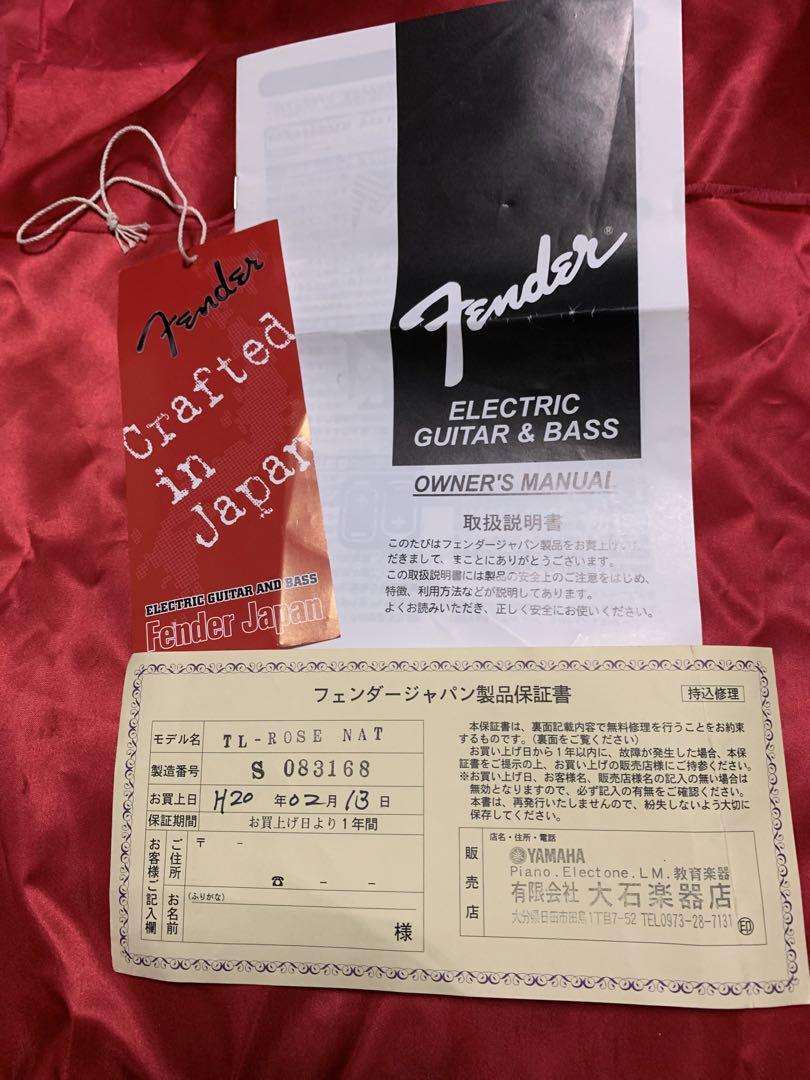 Fender
Crafted
in
Japan
ELECTRIC GUITAR AND BASS
Fender Japan
Fender®
ELECTRIC
GUITAR & BASS
OWNER'S MANUAL
取扱説明書
このたびはフェンダージャパン製品をお買上げいた
だきまして、まことにありがとうございます。
この取扱説明書には製品の安全上のご注意をはじめ、
特徴、利用方法などが説明してあります。
よくお読みいただき、正しく安全にお使いください。
フェンダージャパン製品保証書
持込修理
モデル名 TL-ROSE NAT
製造番号 S 083168
お買上日 H20 年 02 月 13 日
保証期間 お買上げ日より1年間
お客様ご記入欄
ご住所 〒 -
☎ - -
お名前 (ふりがな)
様
本保証書は、裏面記載内容で無料修理を行うことをお約束
するものです。(裏面をご覧ください)
お買い上げ日から1年以内に、故障が発生した場合、本保
証書をご提示の上、お買い上げの販売店様にご持参ください。
※お買い上げ日、お客様名、販売店様名の記入の無い場合は
無効となりますので、必ず記入の有無をご確認ください。
本書は、再発行いたしませんので、紛失しないよう大切に
保存してください。
販売店
店名・住所・電話
YAMAHA
Piano.Electone.LM.教育楽器
有限会社 大石楽器店
大分県日田市田島1丁目7-52 TEL0973-28-7131
印